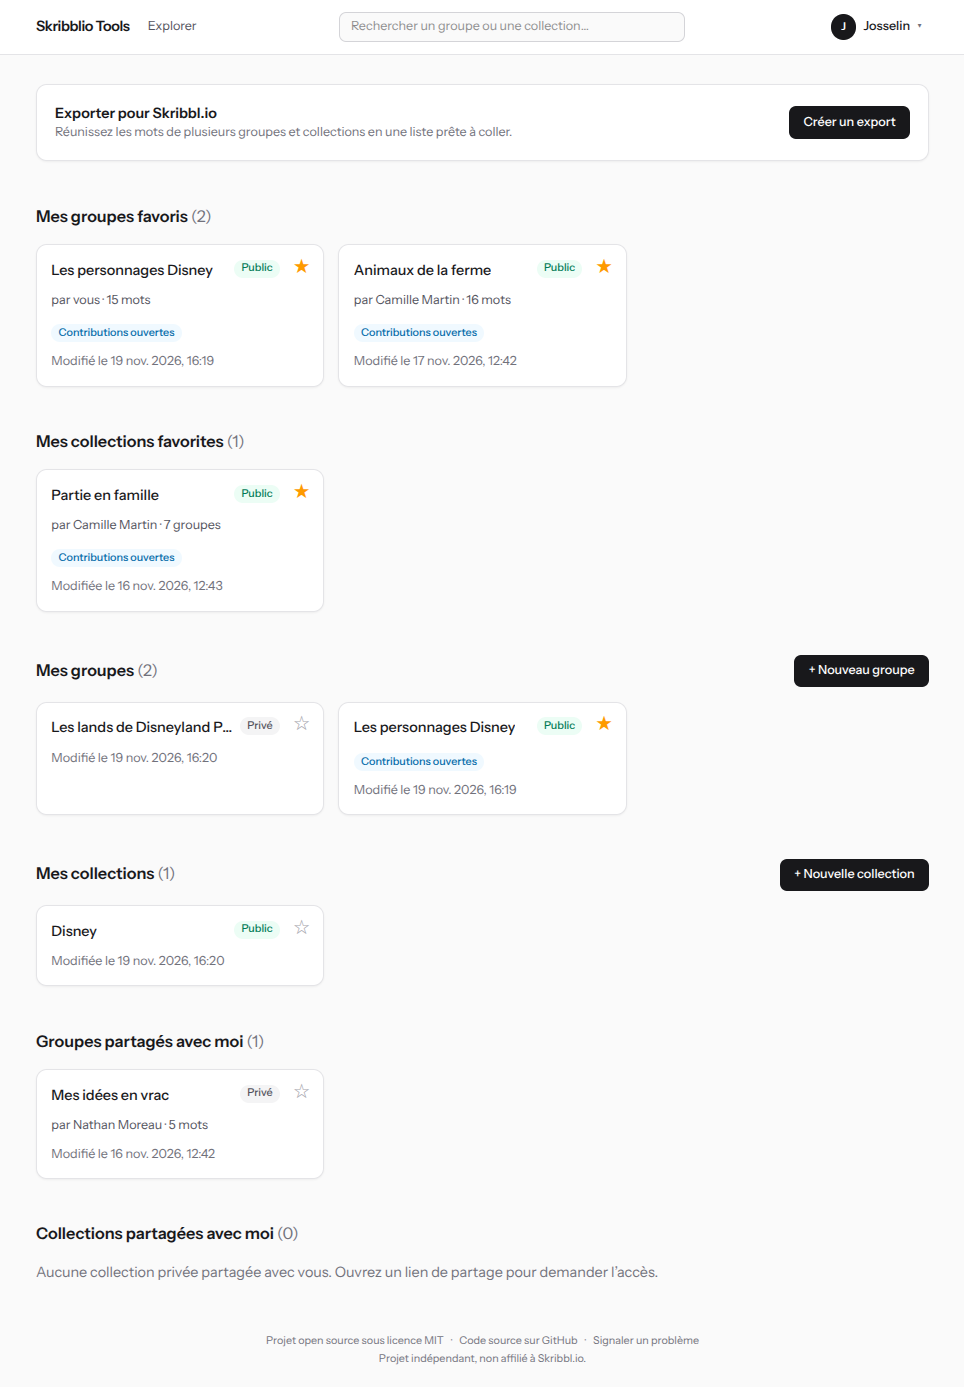 Skribblio Tools
Explorer
Rechercher un groupe ou une collection...
J
Josselin
Exporter pour Skribbl.io
Réunissez les mots de plusieurs groupes et collections en une liste prête à coller.
Créer un export
Mes groupes favoris (2)
Les personnages Disney
Public
par vous · 15 mots
Contributions ouvertes
Modifié le 19 nov. 2026, 16:19
Animaux de la ferme
Public
par Camille Martin · 16 mots
Contributions ouvertes
Modifié le 17 nov. 2026, 12:42
Mes collections favorites (1)
Partie en famille
Public
par Camille Martin · 7 groupes
Contributions ouvertes
Modifiée le 16 nov. 2026, 12:43
Mes groupes (2)
+ Nouveau groupe
Les lands de Disneyland P...
Privé
Modifié le 19 nov. 2026, 16:20
Les personnages Disney
Public
Contributions ouvertes
Modifié le 19 nov. 2026, 16:19
Mes collections (1)
+ Nouvelle collection
Disney
Public
Modifiée le 19 nov. 2026, 16:20
Groupes partagés avec moi (1)
Mes idées en vrac
Privé
par Nathan Moreau · 5 mots
Modifié le 16 nov. 2026, 12:42
Collections partagées avec moi (0)
Aucune collection privée partagée avec vous. Ouvrez un lien de partage pour demander l’accès.
Projet open source sous licence MIT · Code source sur GitHub · Signaler un problème
Projet indépendant, non affilié à Skribbl.io.